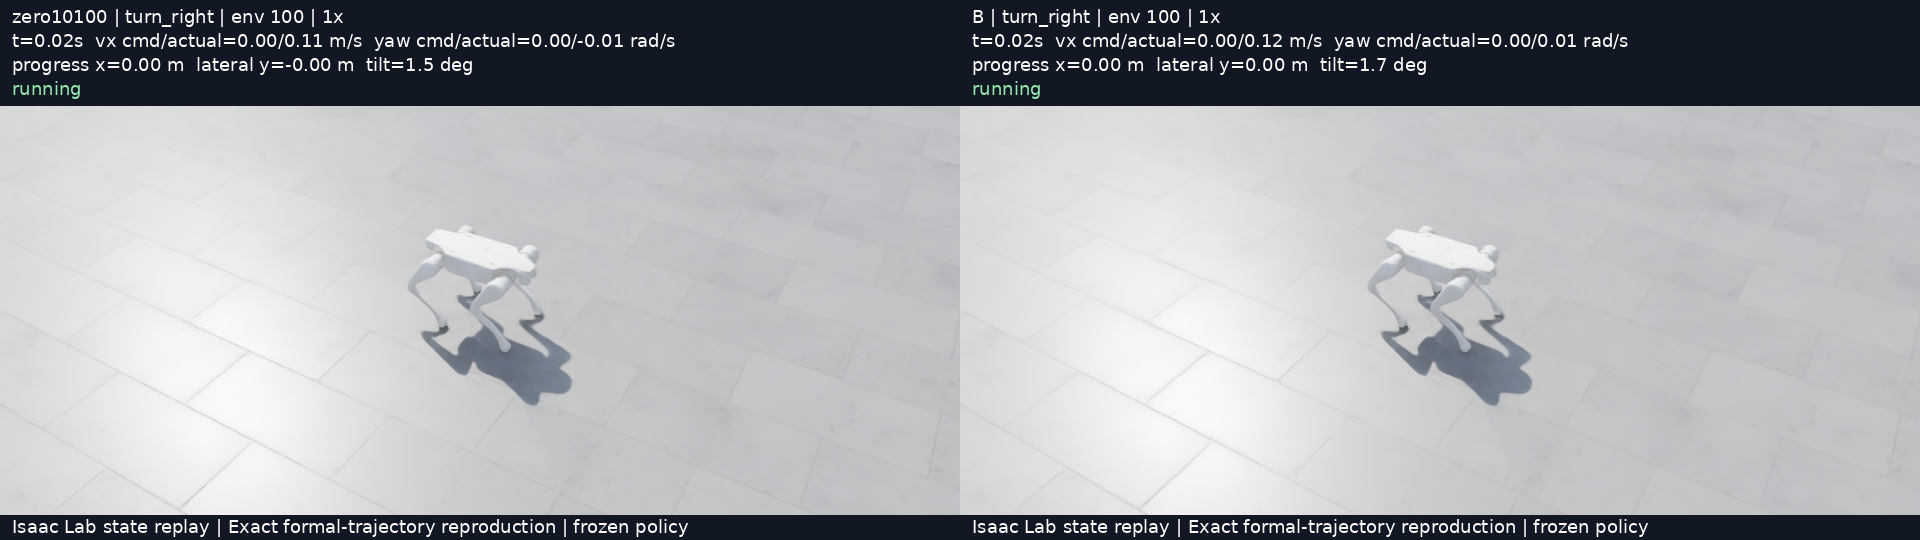 zero10100 | turn_right | env 100 | 1x
t=0.02s  vx cmd/actual=0.00/0.11 m/s  yaw cmd/actual=0.00/-0.01 rad/s
progress x=0.00 m  lateral y=-0.00 m  tilt=1.5 deg
running
Isaac Lab state replay | Exact formal-trajectory reproduction | frozen policy
B | turn_right | env 100 | 1x
t=0.02s  vx cmd/actual=0.00/0.12 m/s  yaw cmd/actual=0.00/0.01 rad/s
progress x=0.00 m  lateral y=0.00 m  tilt=1.7 deg
running
Isaac Lab state replay | Exact formal-trajectory reproduction | frozen policy